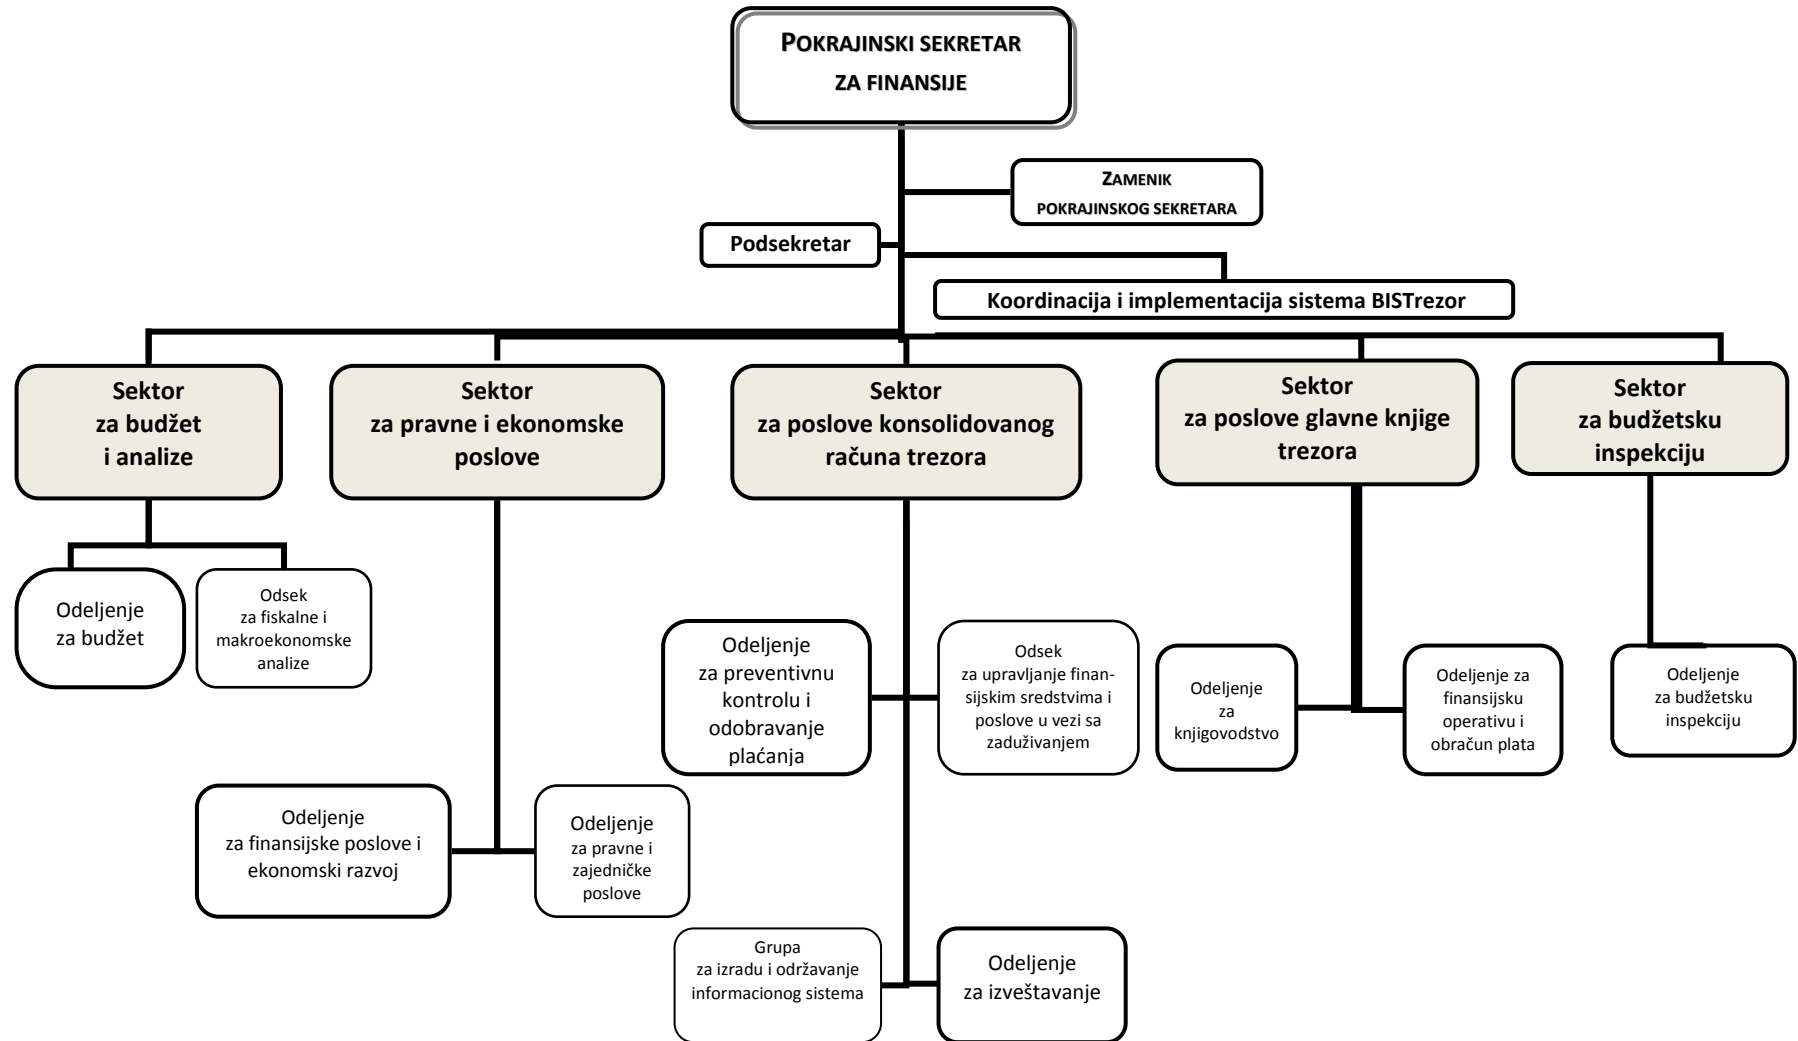 POKRAJINSKI SEKRETAR
ZA FINANSIJE
ZAMENIK
POKRAJINSKOG SEKRETARA
Podsekretar
Koordinacija i implementacija sistema BISTrezor
Sektor
za budžet
i analize
Sektor
za pravne i ekonomske
poslove
Sektor
za poslove konsolidovanog
računa trezora
Sektor
za poslove glavne knjige
trezora
Sektor
za budžetsku
inspekciju
Odeljenje
za budžet
Odsek
za fiskalne i
makroekonomske
analize
Odeljenje
za preventivnu
kontrolu i
odobravanje
plaćanja
Odsek
za upravljanje finan-
sijskim sredstvima i
poslove u vezi sa
zaduživanjem
Odeljenje
za
knjigovodstvo
Odeljenje za
finansijsku
operativu i
obračun plata
Odeljenje
za budžetsku
inspekciju
Odeljenje
za finansijske poslove i
ekonomski razvoj
Odeljenje
za pravne i
zajedničke
poslove
Grupa
za izradu i održavanje
informacionog sistema
Odeljenje
za izveštavanje